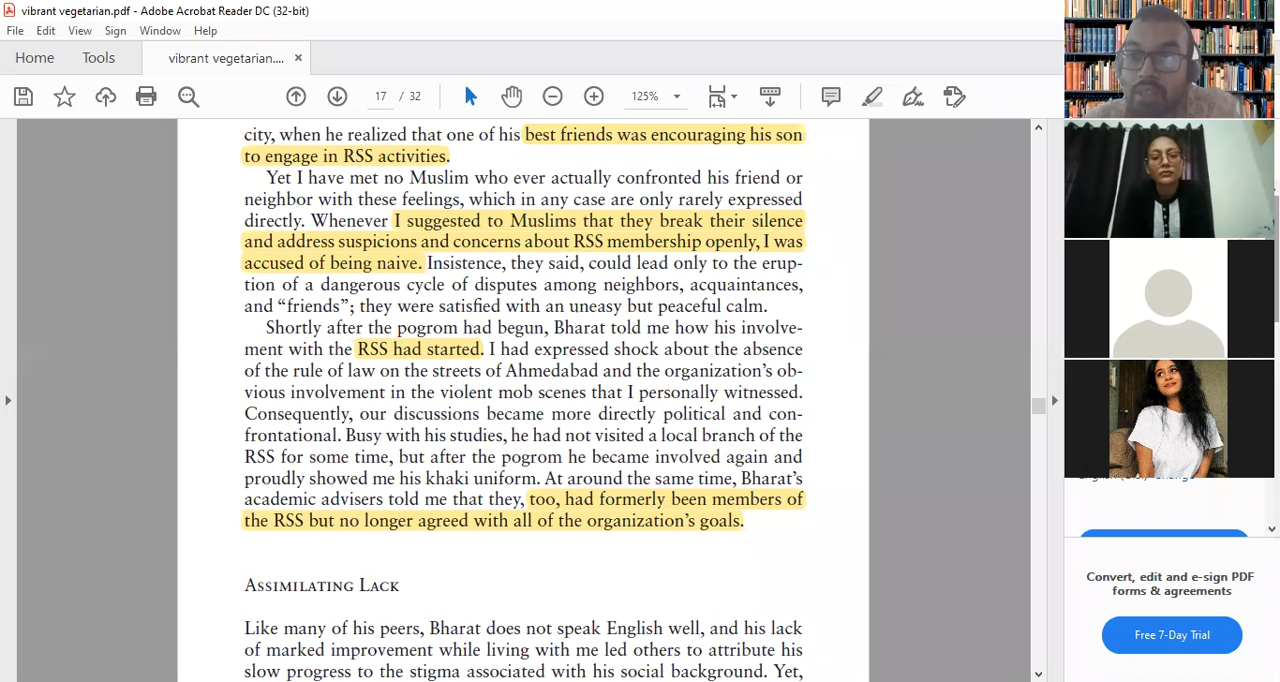 vibrant vegetarian.pdf - Adobe Acrobat Reader DC (32-bit)
File Edit View Sign Window Help
Home Tools vibrant vegetarian.... ×
17 / 32 125%
city, when he realized that one of his best friends was encouraging his son
to engage in RSS activities.
Yet I have met no Muslim who ever actually confronted his friend or
neighbor with these feelings, which in any case are only rarely expressed
directly. Whenever I suggested to Muslims that they break their silence
and address suspicions and concerns about RSS membership openly, I was
accused of being naive. Insistence, they said, could lead only to the erup-
tion of a dangerous cycle of disputes among neighbors, acquaintances,
and “friends”; they were satisfied with an uneasy but peaceful calm.
Shortly after the pogrom had begun, Bharat told me how his involve-
ment with the RSS had started. I had expressed shock about the absence
of the rule of law on the streets of Ahmedabad and the organization’s ob-
vious involvement in the violent mob scenes that I personally witnessed.
Consequently, our discussions became more directly political and con-
frontational. Busy with his studies, he had not visited a local branch of the
RSS for some time, but after the pogrom he became involved again and
proudly showed me his khaki uniform. At around the same time, Bharat’s
academic advisers told me that they, too, had formerly been members of
the RSS but no longer agreed with all of the organization’s goals.
Assimilating Lack
Like many of his peers, Bharat does not speak English well, and his lack
of marked improvement while living with me led others to attribute his
slow progress to the stigma associated with his social background. Yet,
Convert, edit and e-sign PDF
forms & agreements
Free 7-Day Trial